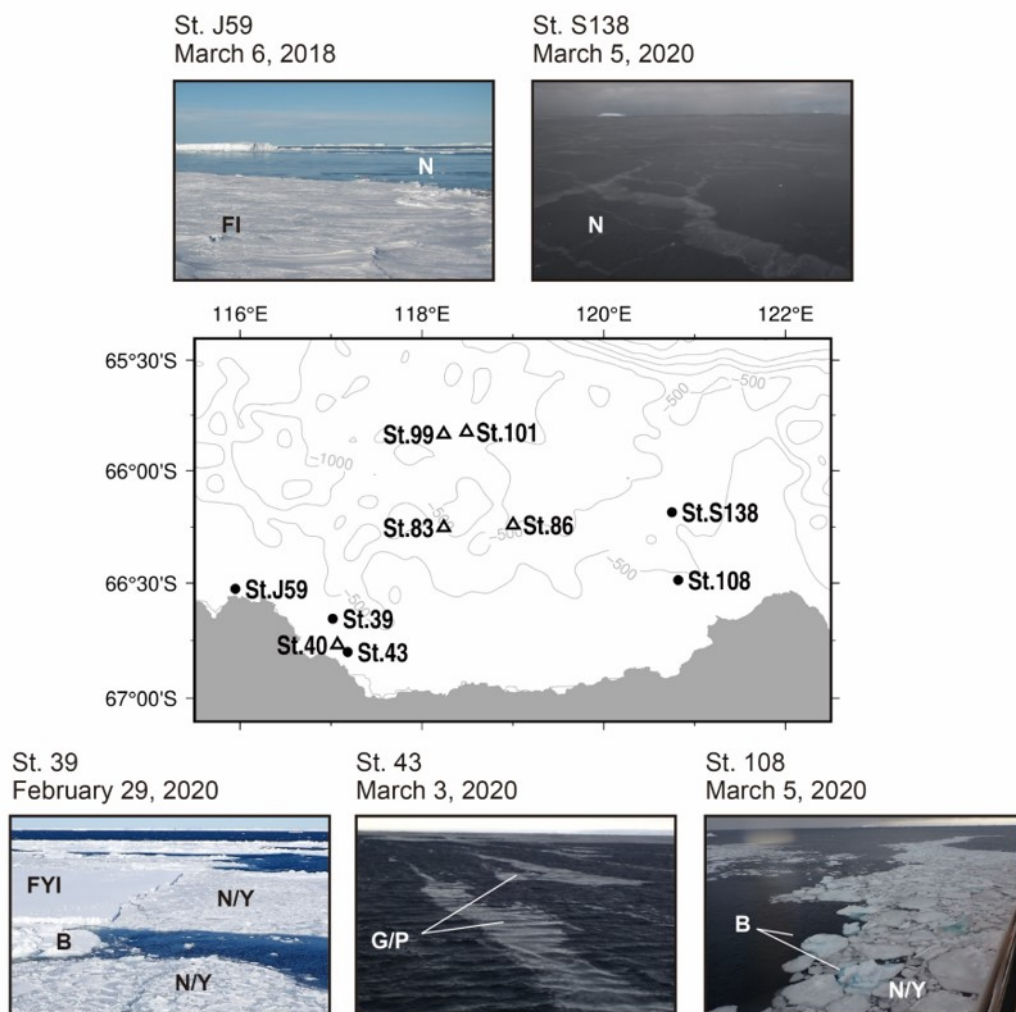 St. J59
March 6, 2018
St. S138
March 5, 2020
N
FI
N
116°E 118°E 120°E 122°E
65°30'S
66°00'S
66°30'S
67°00'S
-500
-500
-1000
St.99
St.101
St.83
-500
-500
St.86
St.S138
-500
St.108
St.J59
-500
St.39
St.40
St.43
St. 39
February 29, 2020
St. 43
March 3, 2020
St. 108
March 5, 2020
FYI
N/Y
B
N/Y
G/P
B
N/Y